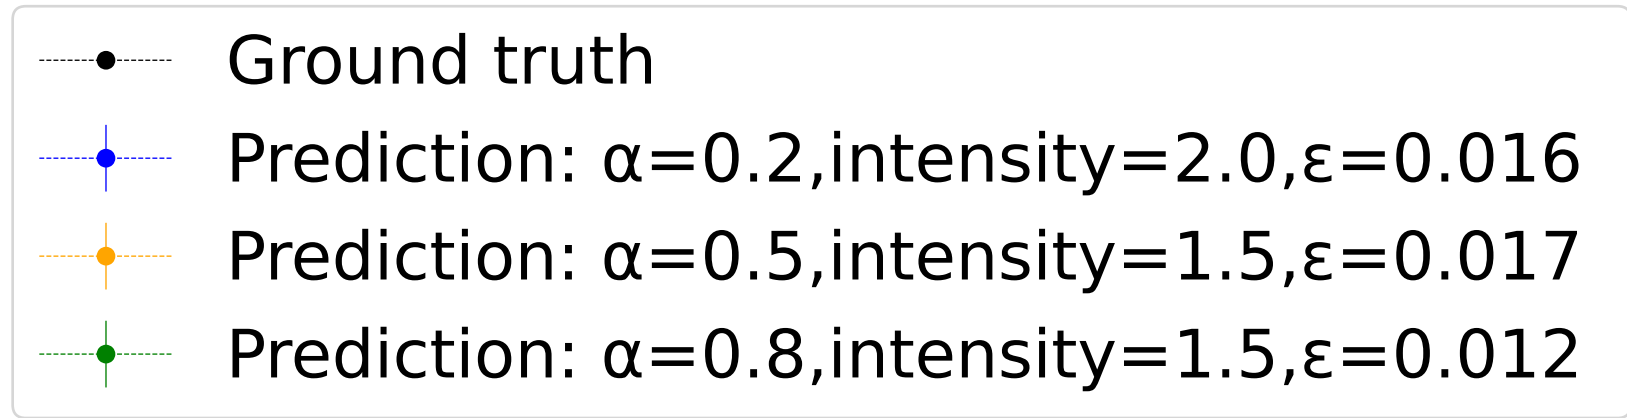 Ground truth
Prediction: α=0.2,intensity=2.0,ε=0.016
Prediction: α=0.5,intensity=1.5,ε=0.017
Prediction: α=0.8,intensity=1.5,ε=0.012